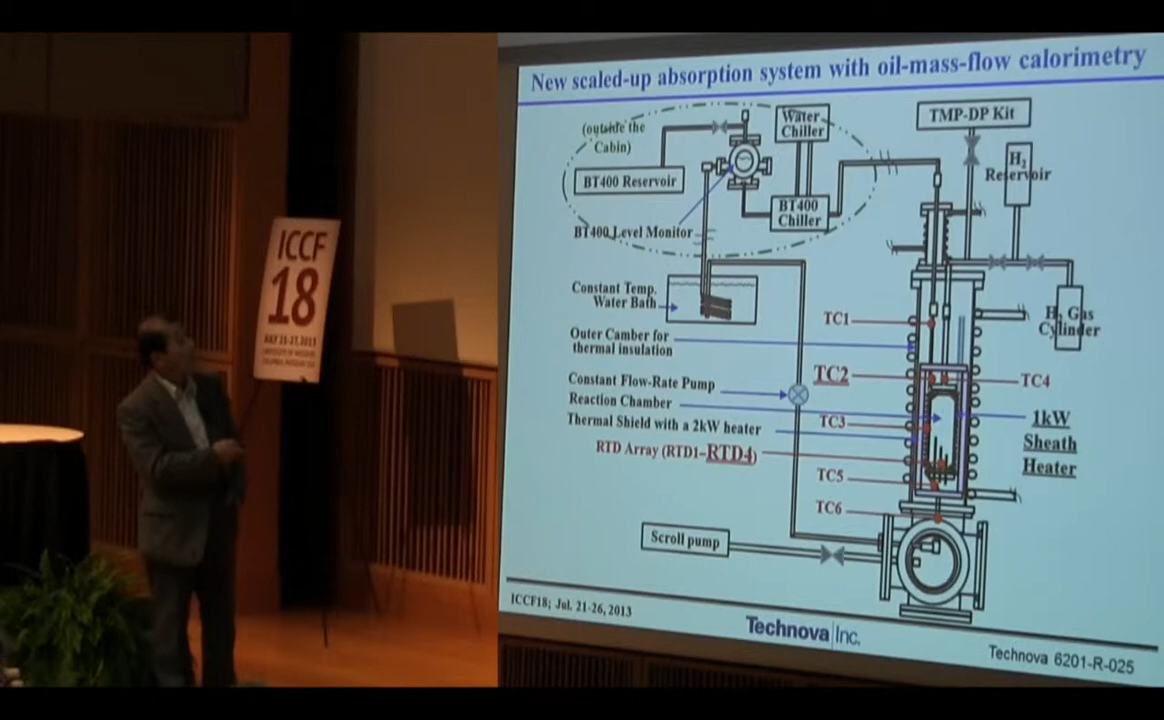 New scaled-up absorption system with oil-mass-flow calorimetry
(outside the
Cabin)
Water
Chiller
TMP-DP Kit
H2
Reservoir
BT400 Reservoir
BT400
Chiller
BT400 Level Monitor
Constant Temp.
Water Bath
H2 Gas
Cylinder
TC1
Outer Camber for
thermal insulation
TC2
TC4
Constant Flow-Rate Pump
Reaction Chamber
TC3
Thermal Shield with a 2kW heater
1kW
Sheath
Heater
RTD Array (RTD1-RTD4)
TC5
TC6
Scroll pump
ICCF18; Jul. 21-26, 2013
Technova Inc.
Technova 6201-R-025
ICCF
18
JULY 21-27, 2013